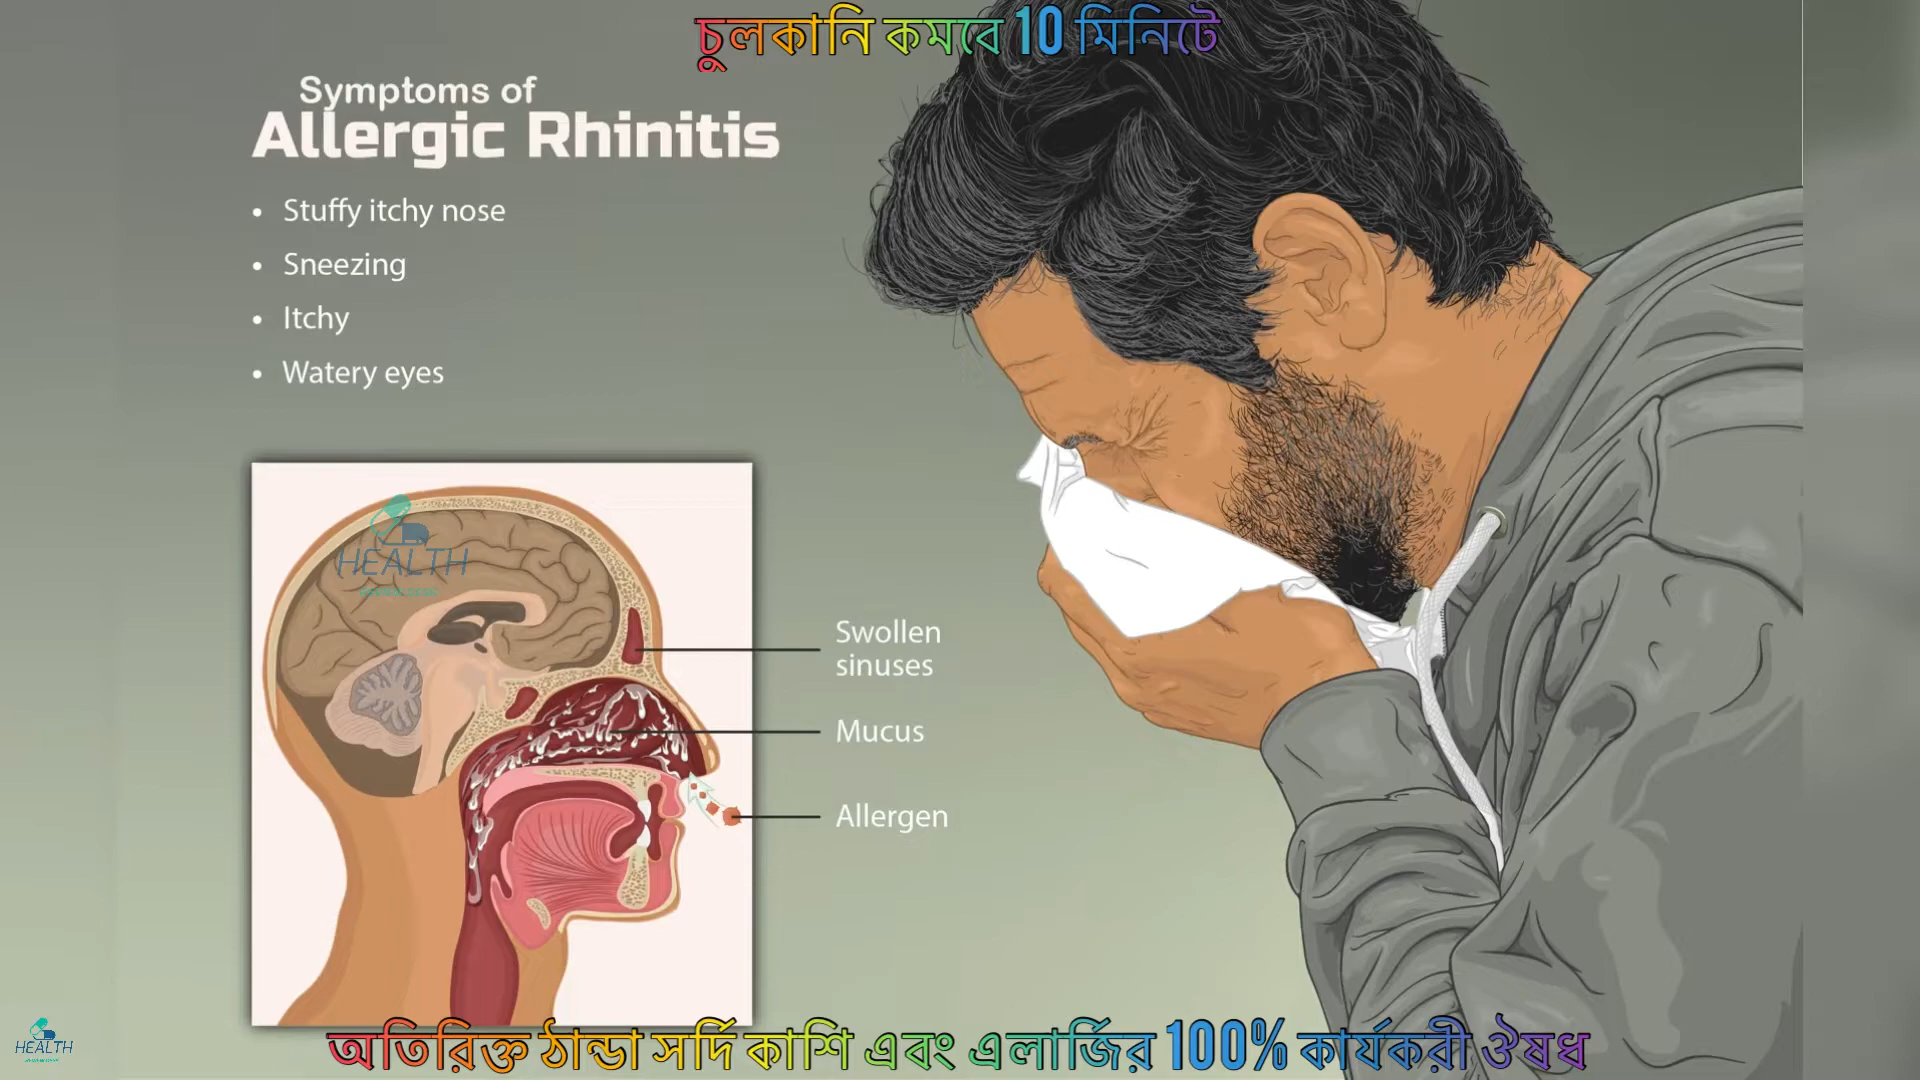 চুলকানি কমবে 10 মিনিটে
Symptoms of
Allergic Rhinitis
• Stuffy itchy nose
• Sneezing
• Itchy
• Watery eyes
HEALTH
Swollen
sinuses
Mucus
Allergen
HEALTH
অতিরিক্ত ঠান্ডা সর্দি কাশি এবং এলার্জির 100% কার্যকরী ঔষধ